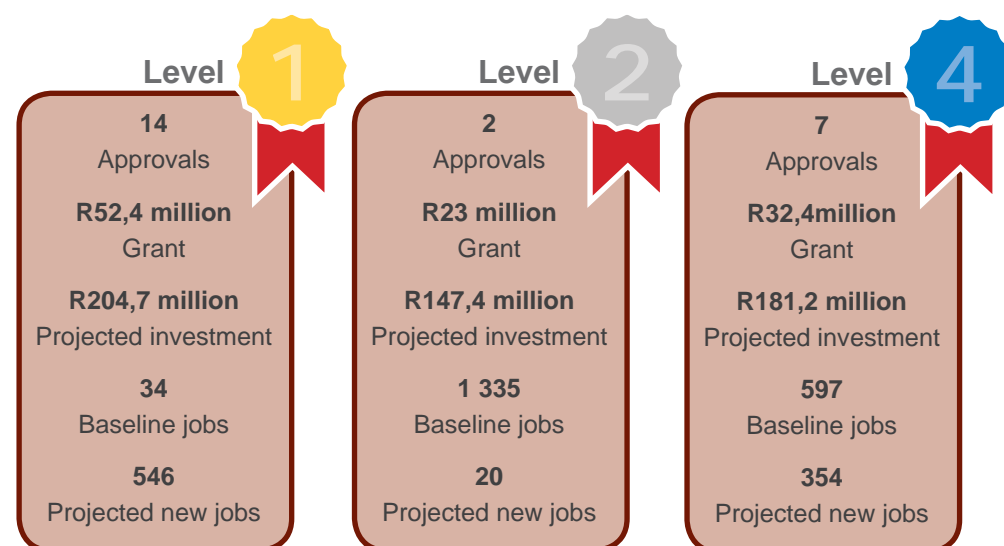 Level 1
14
Approvals
R52,4 million
Grant
R204,7 million
Projected investment
34
Baseline jobs
546
Projected new jobs
Level 2
2
Approvals
R23 million
Grant
R147,4 million
Projected investment
1 335
Baseline jobs
20
Projected new jobs
Level 4
7
Approvals
R32,4million
Grant
R181,2 million
Projected investment
597
Baseline jobs
354
Projected new jobs